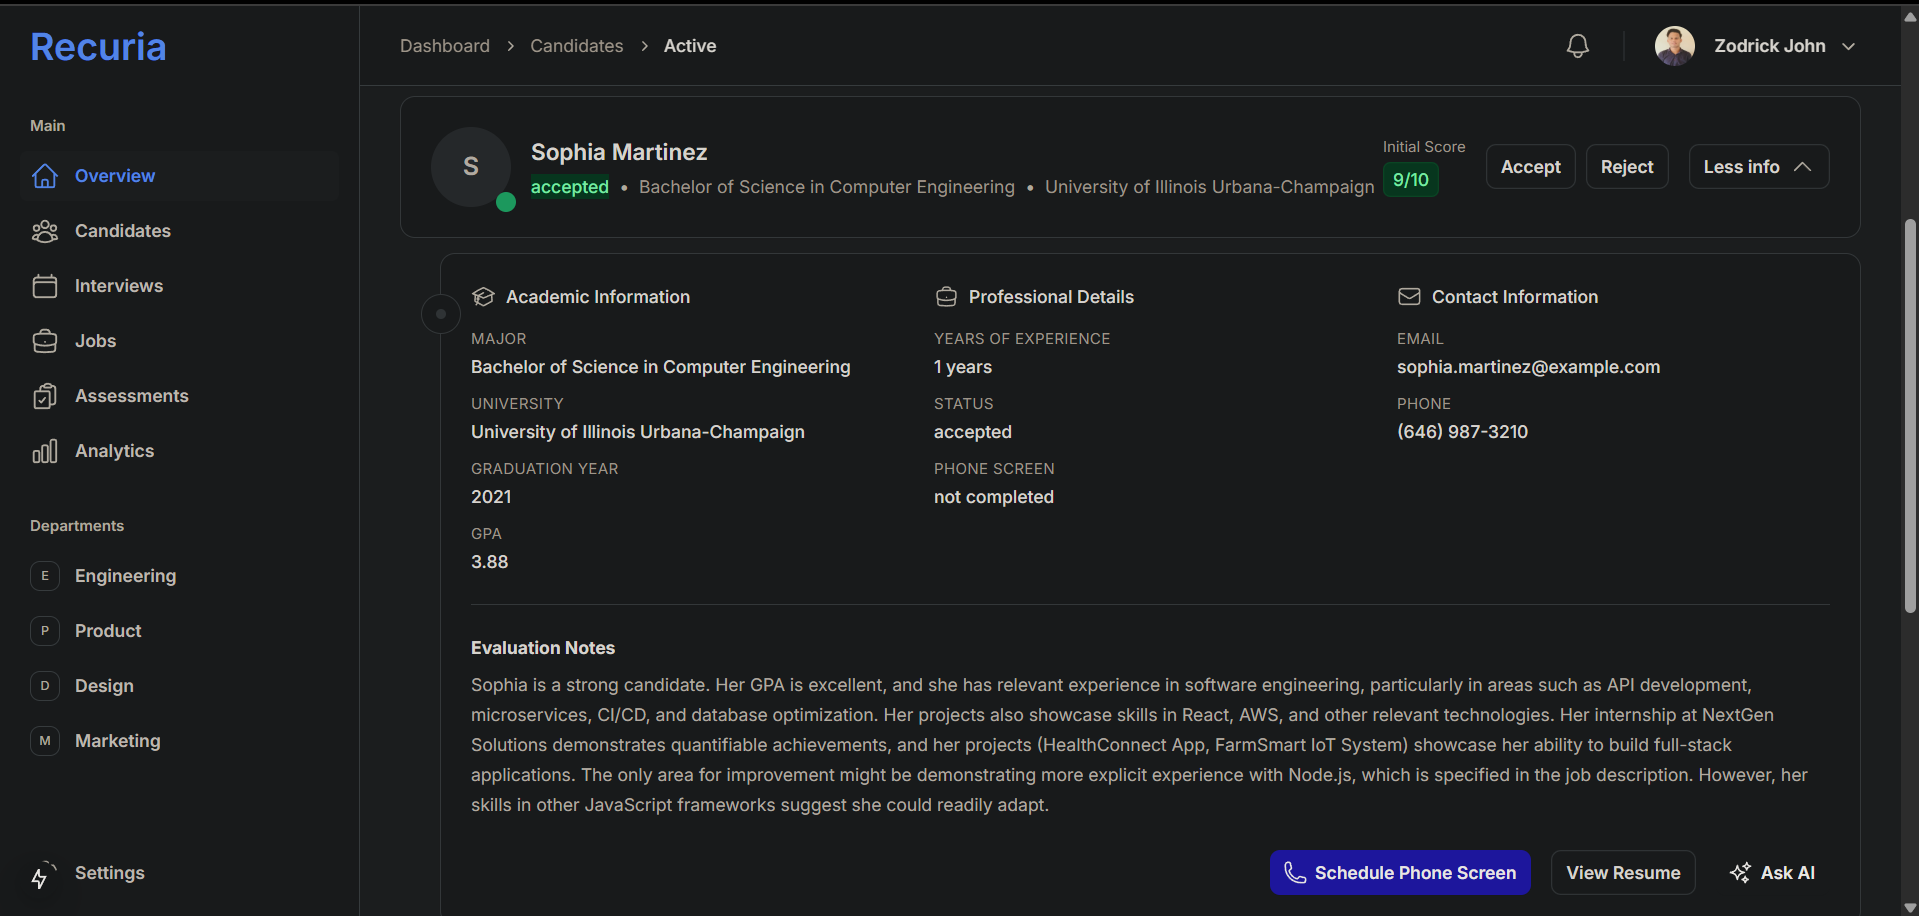 Recuria
Dashboard > Candidates > Active
Zodrick John
Main
Overview
Candidates
Interviews
Jobs
Assessments
Analytics
Departments
E Engineering
P Product
D Design
M Marketing
Settings
S
Sophia Martinez
accepted • Bachelor of Science in Computer Engineering • University of Illinois Urbana-Champaign
Initial Score
9/10
Accept
Reject
Less info
Academic Information
MAJOR
Bachelor of Science in Computer Engineering
UNIVERSITY
University of Illinois Urbana-Champaign
GRADUATION YEAR
2021
GPA
3.88
Professional Details
YEARS OF EXPERIENCE
1 years
STATUS
accepted
PHONE SCREEN
not completed
Contact Information
EMAIL
sophia.martinez@example.com
PHONE
(646) 987-3210
Evaluation Notes
Sophia is a strong candidate. Her GPA is excellent, and she has relevant experience in software engineering, particularly in areas such as API development,
microservices, CI/CD, and database optimization. Her projects also showcase skills in React, AWS, and other relevant technologies. Her internship at NextGen
Solutions demonstrates quantifiable achievements, and her projects (HealthConnect App, FarmSmart IoT System) showcase her ability to build full-stack
applications. The only area for improvement might be demonstrating more explicit experience with Node.js, which is specified in the job description. However, her
skills in other JavaScript frameworks suggest she could readily adapt.
Schedule Phone Screen
View Resume
Ask AI